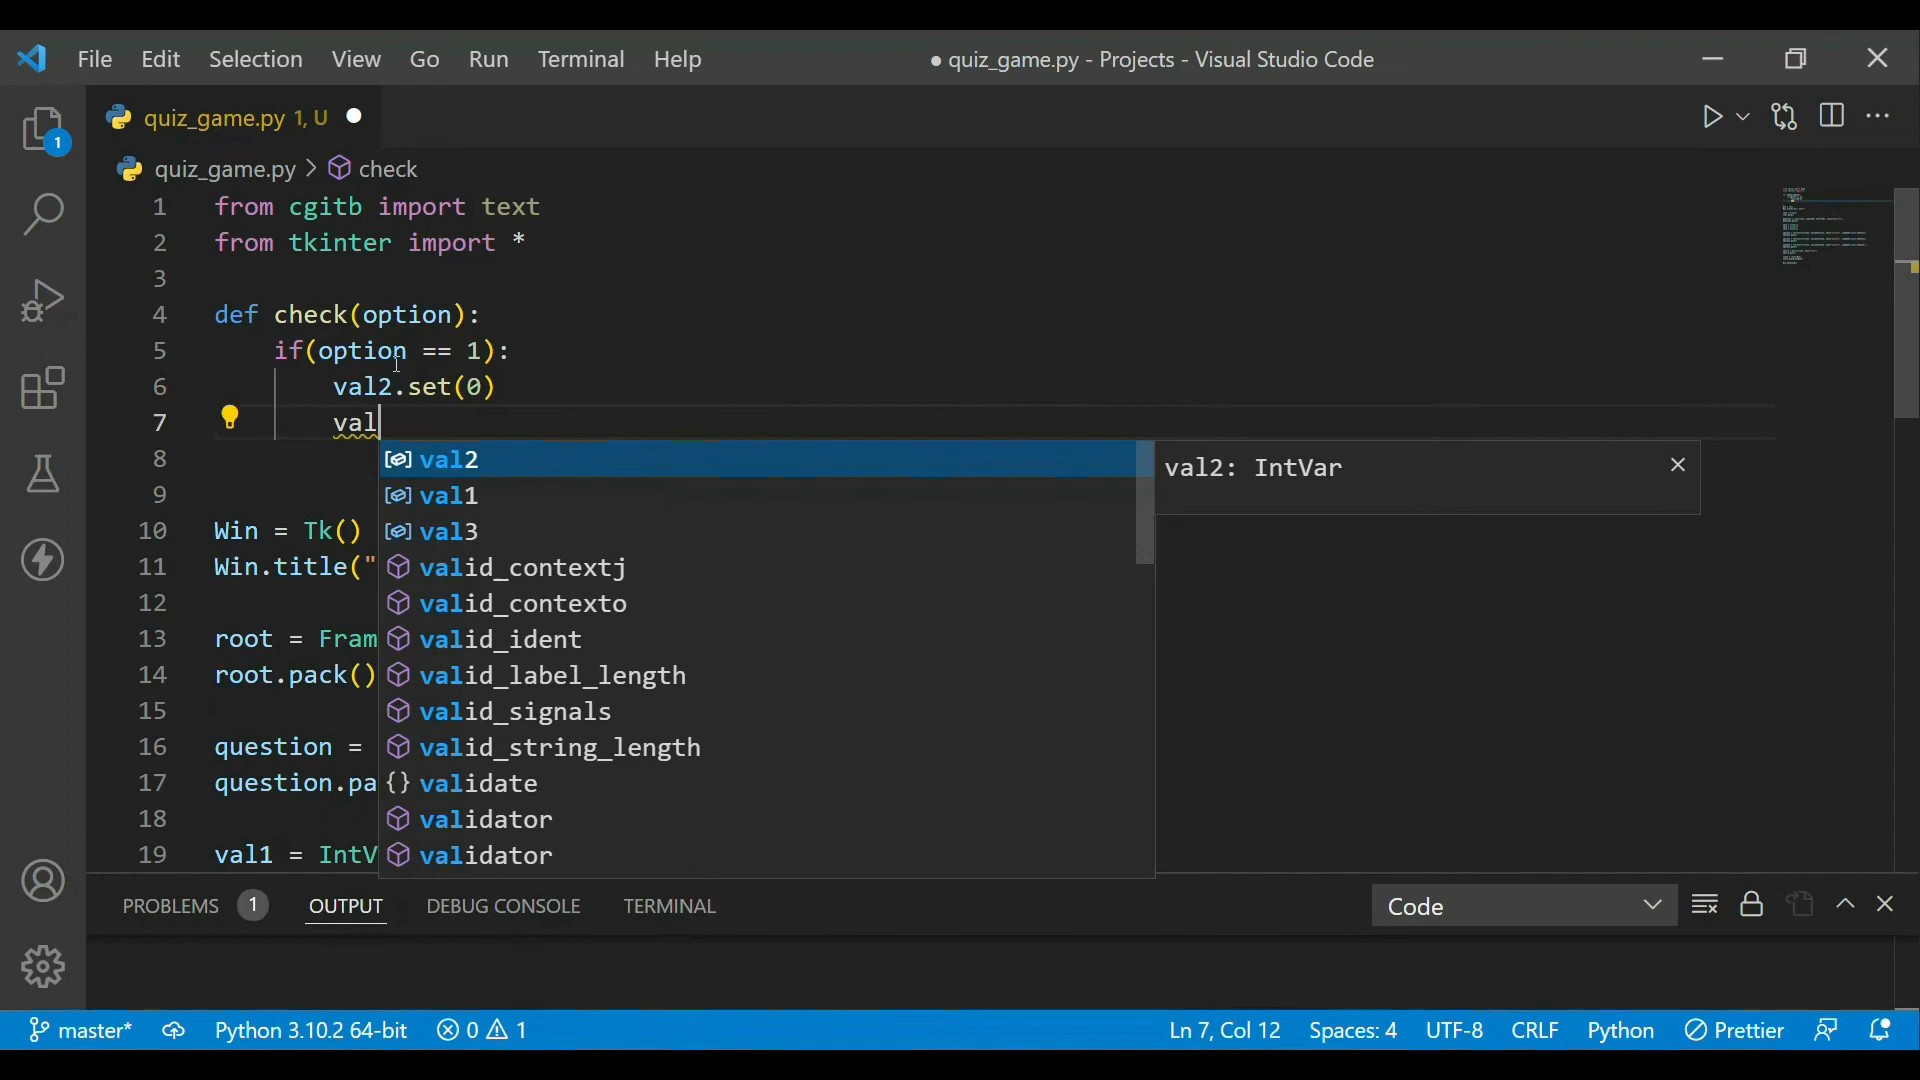 File Edit Selection View Go Run Terminal Help ● quiz_game.py - Projects - Visual Studio Code
quiz_game.py 1, U
quiz_game.py > check
1
1 from cgitb import text
2 from tkinter import *
3
4 def check(option):
5 if(option == 1):
6 val2.set(0)
7 val
8 val2 val2: IntVar
9 val1
10 Win = Tk() val3
11 Win.title(" valid_contextj
12 valid_contexto
13 root = Fram valid_ident
14 root.pack() valid_label_length
15 valid_signals
16 question = valid_string_length
17 question.pa {} validate
18 validator
19 val1 = IntV validator
PROBLEMS 1 OUTPUT DEBUG CONSOLE TERMINAL Code
master* Python 3.10.2 64-bit 0 1 Ln 7, Col 12 Spaces: 4 UTF-8 CRLF Python Prettier